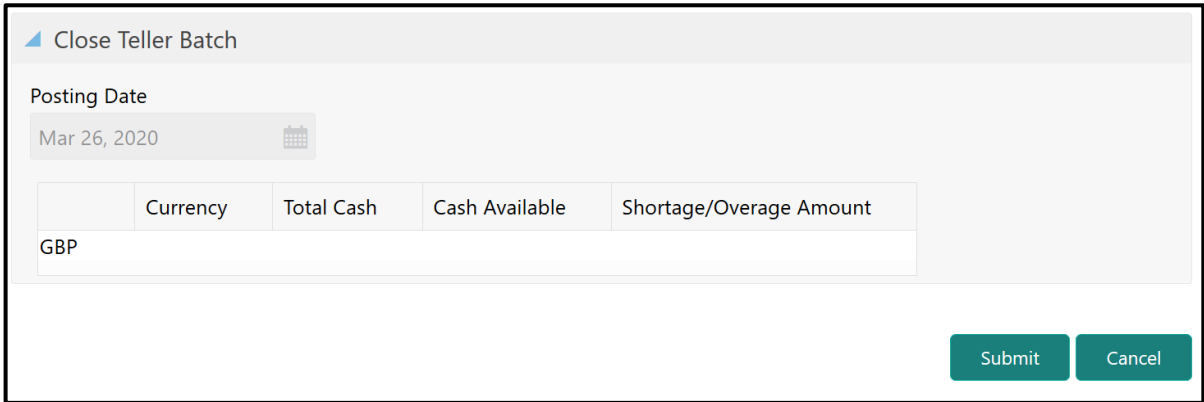 Close Teller Batch
Posting Date
Mar 26, 2020
Currency Total Cash Cash Available Shortage/Overage Amount
GBP
Submit Cancel